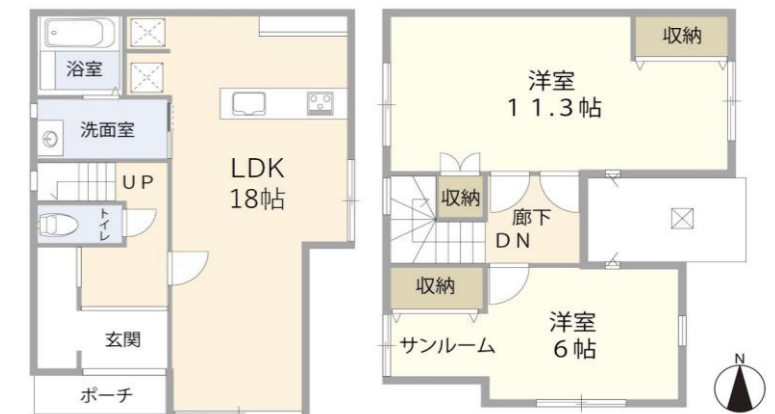 浴室
洗面室
UP
トイレ
LDK
18帖
玄関
ポーチ
収納
洋室
11.3帖
収納
廊下
DN
収納
サンルーム
洋室
6帖
N